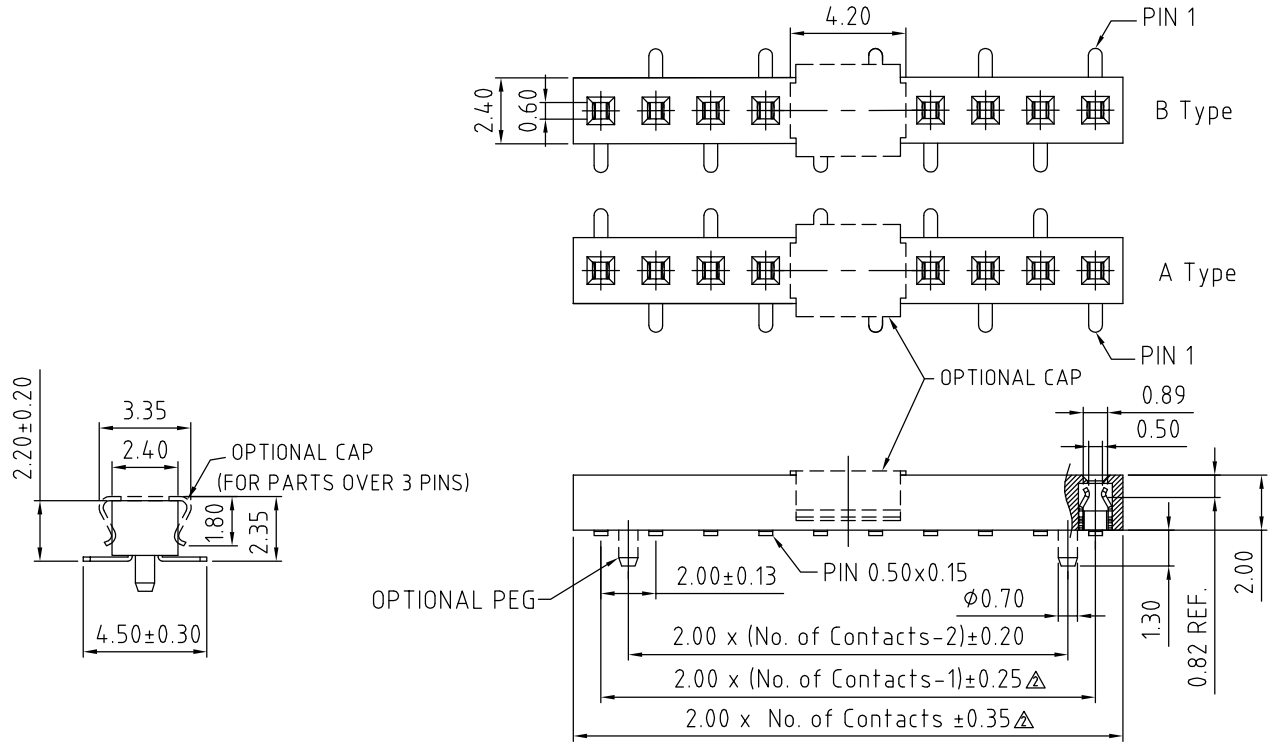 4.20
PIN 1
2.40
0.60
B Type
A Type
PIN 1
OPTIONAL CAP
0.89
0.50
2.20±0.20
3.35
2.40
OPTIONAL CAP
(FOR PARTS OVER 3 PINS)
1.80
2.35
4.50±0.30
OPTIONAL PEG
2.00±0.13
PIN 0.50x0.15
Φ0.70
1.30
0.82 REF.
2.00
2.00 x (No. of Contacts-2)±0.20
2.00 x (No. of Contacts-1)±0.25 2
2.00 x No. of Contacts ±0.35 2